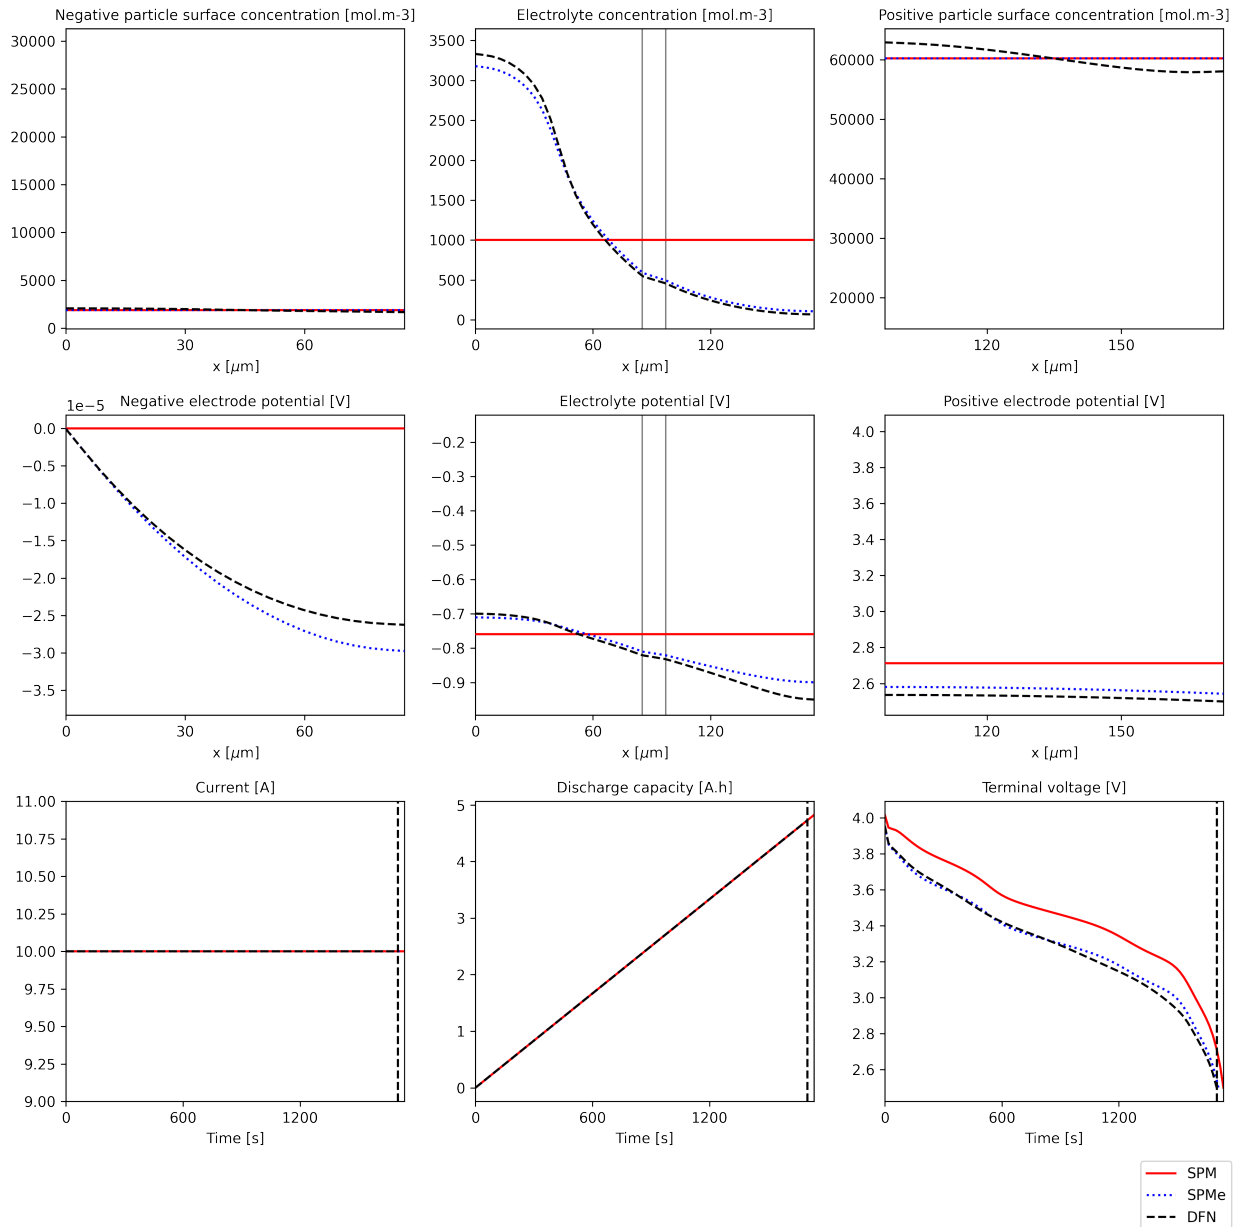 Negative particle surface concentration [mol.m-3]
30000
25000
20000
15000
10000
5000
0
0 30 60
x [μm]
Electrolyte concentration [mol.m-3]
3500
3000
2500
2000
1500
1000
500
0
0 60 120
x [μm]
Positive particle surface concentration [mol.m-3]
60000
50000
40000
30000
20000
120 150
x [μm]
1e−5
Negative electrode potential [V]
0.0
−0.5
−1.0
−1.5
−2.0
−2.5
−3.0
−3.5
0 30 60
x [μm]
Electrolyte potential [V]
−0.2
−0.3
−0.4
−0.5
−0.6
−0.7
−0.8
−0.9
0 60 120
x [μm]
Positive electrode potential [V]
4.0
3.8
3.6
3.4
3.2
3.0
2.8
2.6
120 150
x [μm]
Current [A]
11.00
10.75
10.50
10.25
10.00
9.75
9.50
9.25
9.00
0 600 1200
Time [s]
Discharge capacity [A.h]
5
4
3
2
1
0
0 600 1200
Time [s]
Terminal voltage [V]
4.0
3.8
3.6
3.4
3.2
3.0
2.8
2.6
0 600 1200
Time [s]
SPM
SPMe
DFN